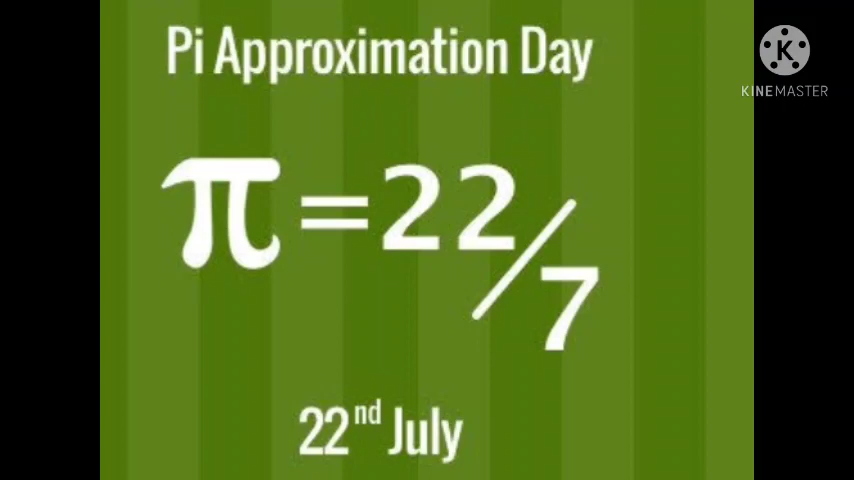 Pi Approximation Day
K
KINEMASTER
π=22/7
22nd July